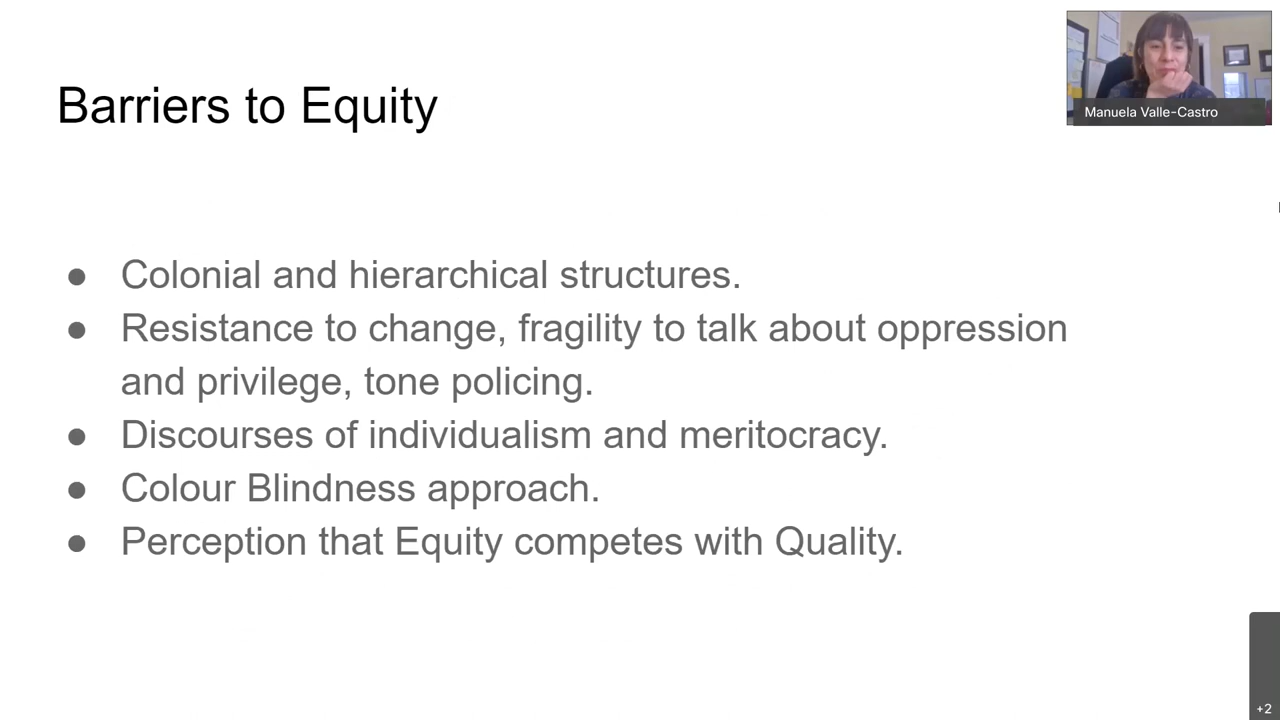 Barriers to Equity
Manuela Valle-Castro
● Colonial and hierarchical structures.
● Resistance to change, fragility to talk about oppression
and privilege, tone policing.
● Discourses of individualism and meritocracy.
● Colour Blindness approach.
● Perception that Equity competes with Quality.
+2